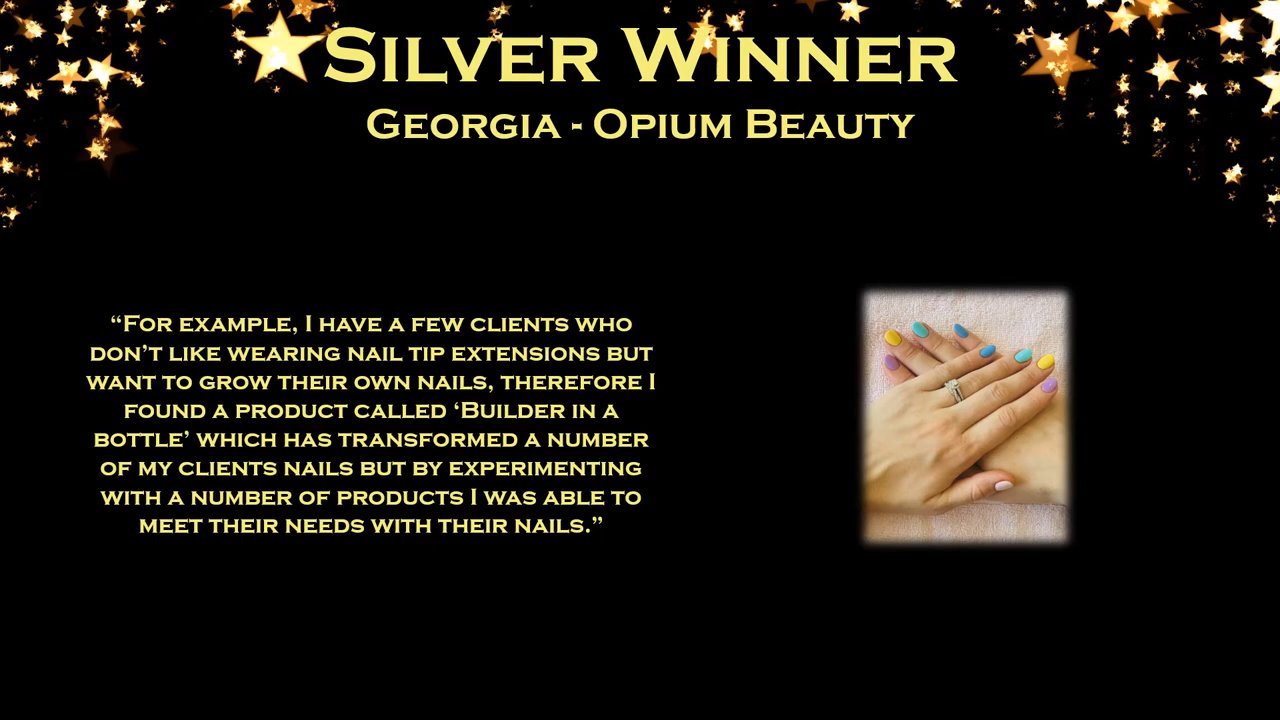 Silver Winner
Georgia - Opium Beauty
“For example, I have a few clients who
don’t like wearing nail tip extensions but
want to grow their own nails, therefore I
found a product called ‘Builder in a
bottle’ which has transformed a number
of my clients nails but by experimenting
with a number of products I was able to
meet their needs with their nails.”